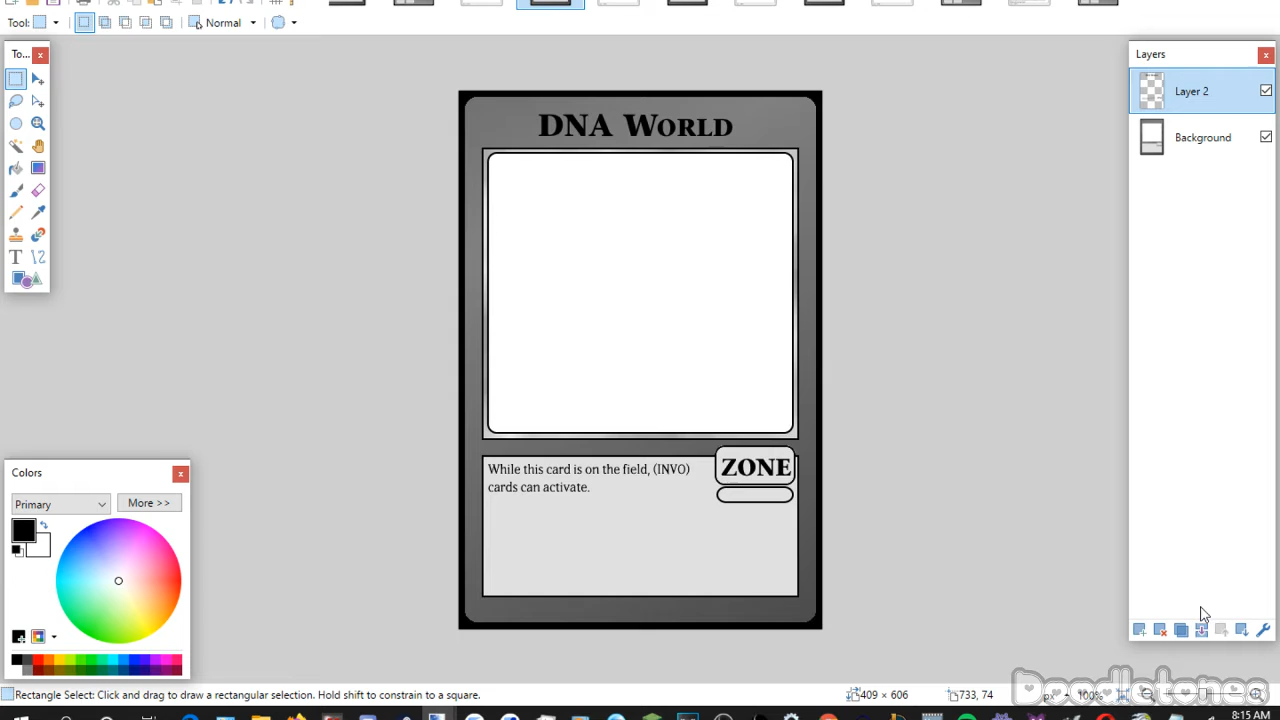 Tool:
Normal
To...
Layers
Layer 2
DNA World
Background
Colors
While this card is on the field, (INVO)
cards can activate.
ZONE
Primary
More >>
Rectangle Select: Click and drag to draw a rectangular selection. Hold shift to constrain to a square.
409 × 606
733, 74
px
100%
Doodletones
8:15 AM